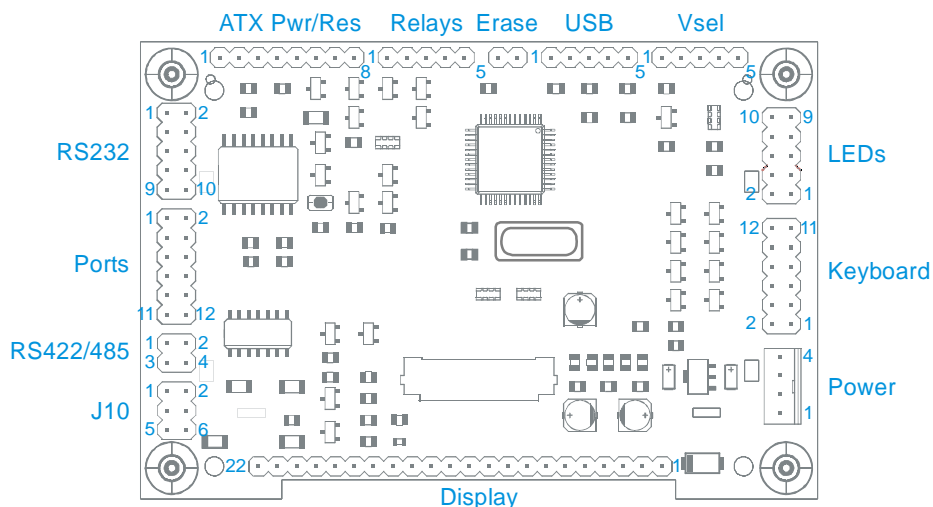 ATX Pwr/Res Relays Erase USB Vsel
1 1 1 1
8 5 5 5
1 2 10 9
RS232 LEDs
9 10 2 1
1 2 12 11
Ports Keyboard
11 12 2 1
1 2
RS422/485
3 4 4
1 2
J10 Power
5 6 1
22 1
Display